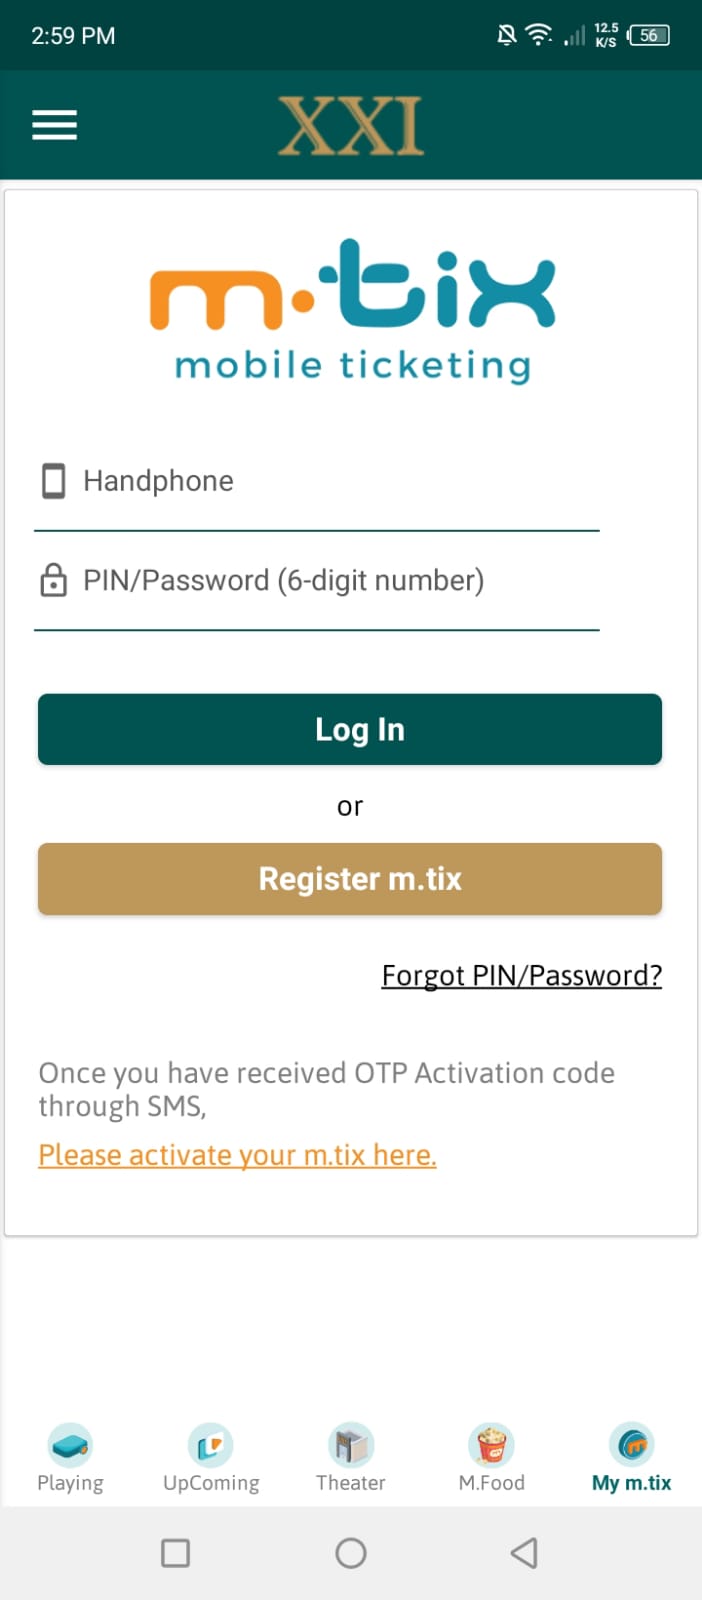 2:59 PM
12.5
K/S
56
XXI
m.tix
mobile ticketing
Handphone
PIN/Password (6-digit number)
Log In
or
Register m.tix
Forgot PIN/Password?
Once you have received OTP Activation code
through SMS,
Please activate your m.tix here.
Playing
UpComing
Theater
M.Food
My m.tix